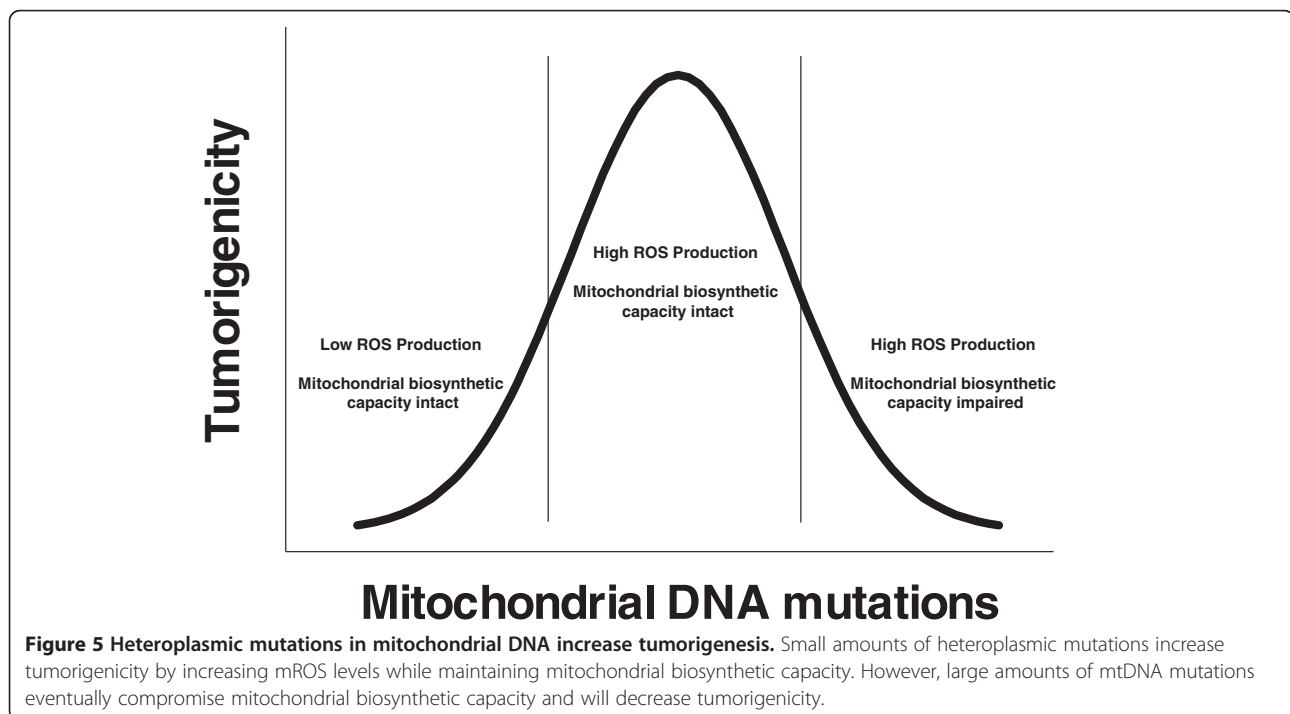 Tumorigenicity
High ROS Production
Mitochondrial biosynthetic
capacity intact
Low ROS Production
Mitochondrial biosynthetic
capacity intact
High ROS Production
Mitochondrial biosynthetic
capacity impaired
Mitochondrial DNA mutations
Figure 5 Heteroplasmic mutations in mitochondrial DNA increase tumorigenesis. Small amounts of heteroplasmic mutations increase
tumorigenicity by increasing mROS levels while maintaining mitochondrial biosynthetic capacity. However, large amounts of mtDNA mutations
eventually compromise mitochondrial biosynthetic capacity and will decrease tumorigenicity.